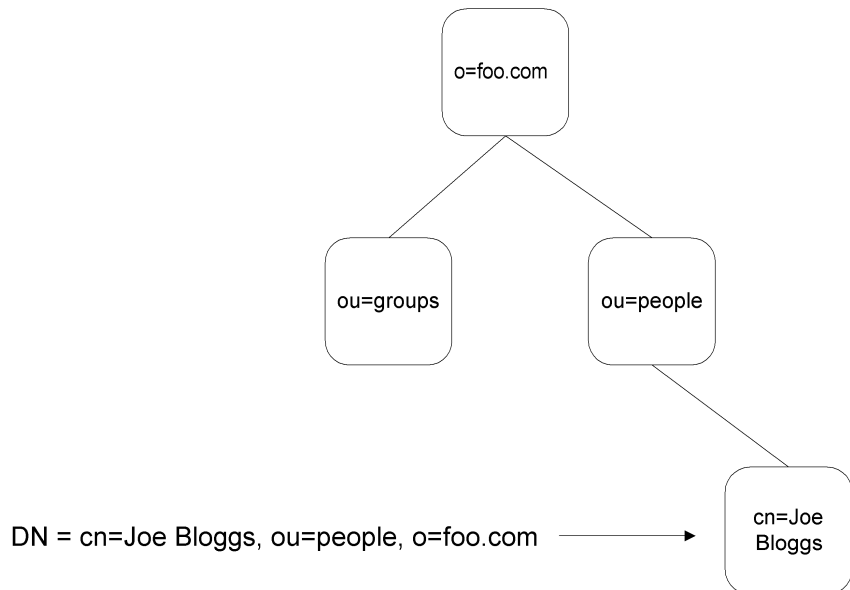 o=foo.com
ou=groups
ou=people
DN = cn=Joe Bloggs, ou=people, o=foo.com
cn=Joe
Bloggs